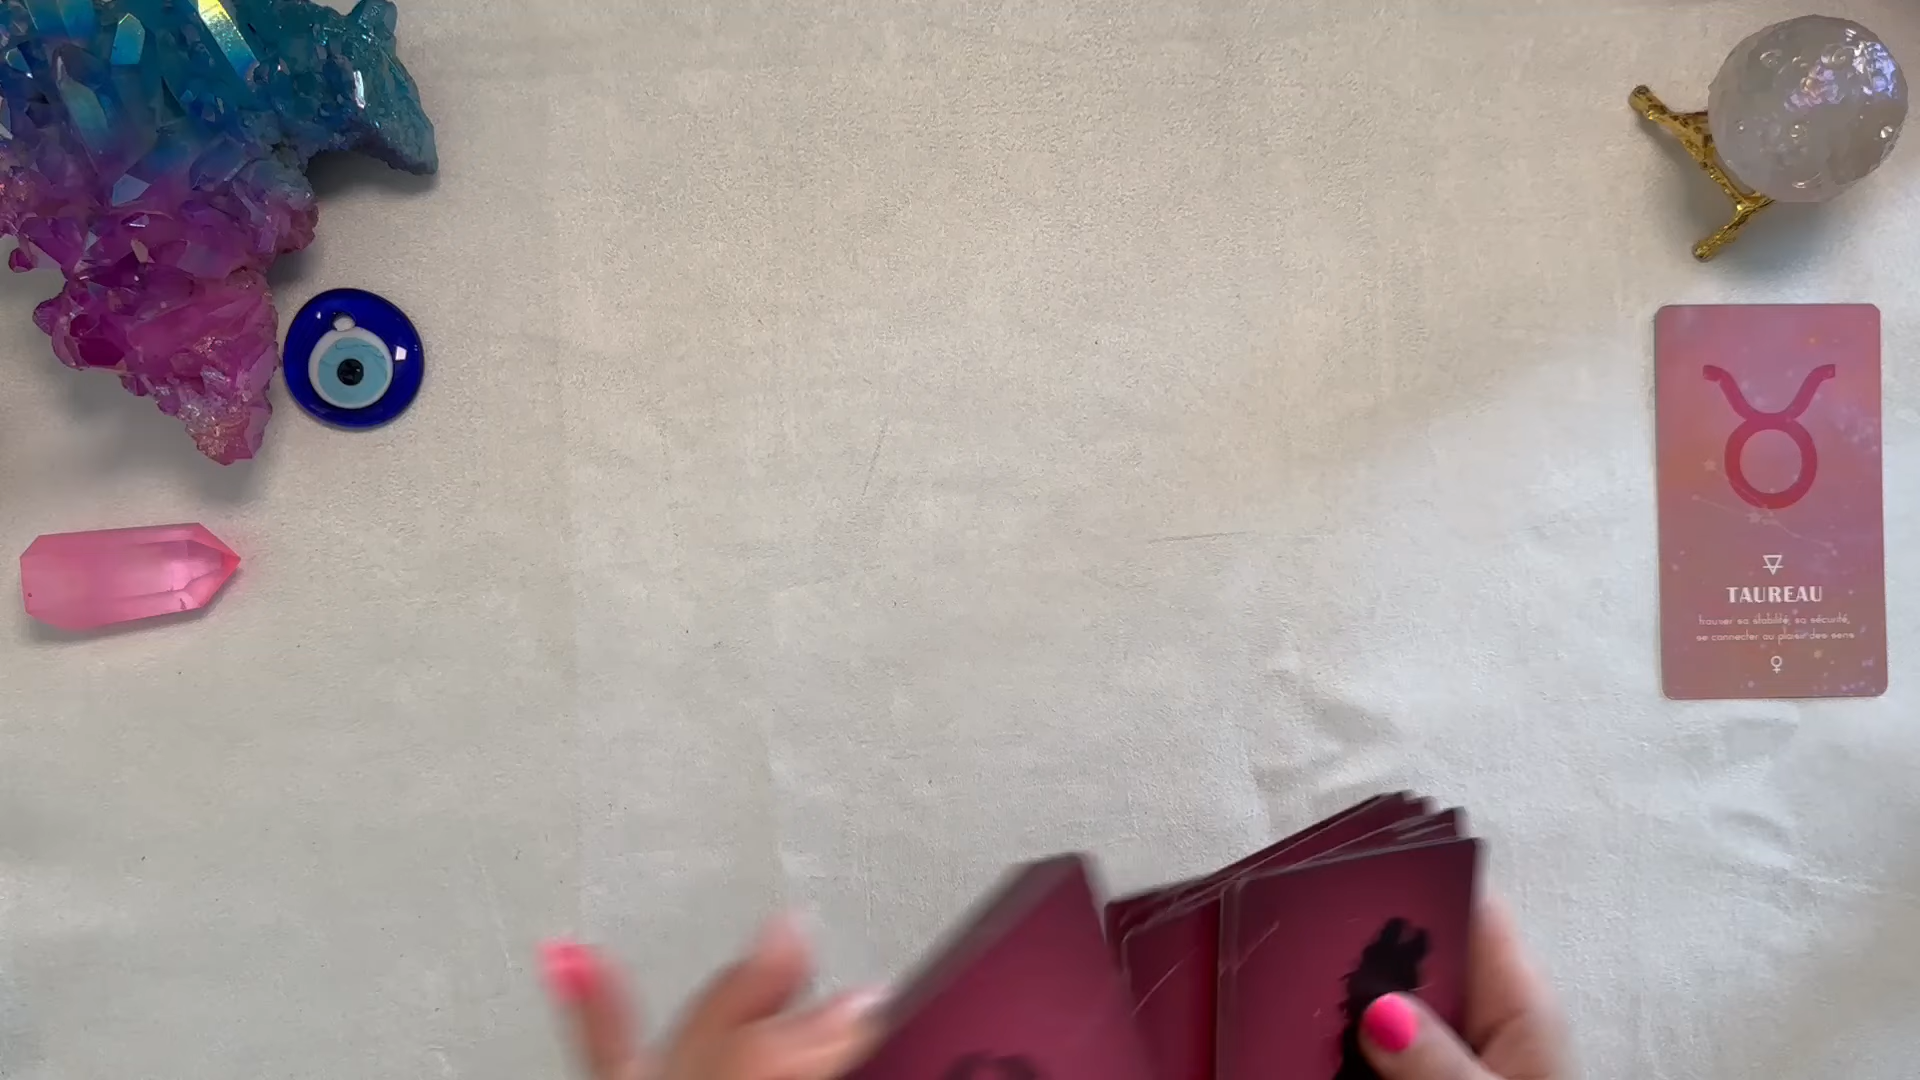 TAUREAU
trouver sa stabilité, sa sécurité,
se connecter au plaisir des sens